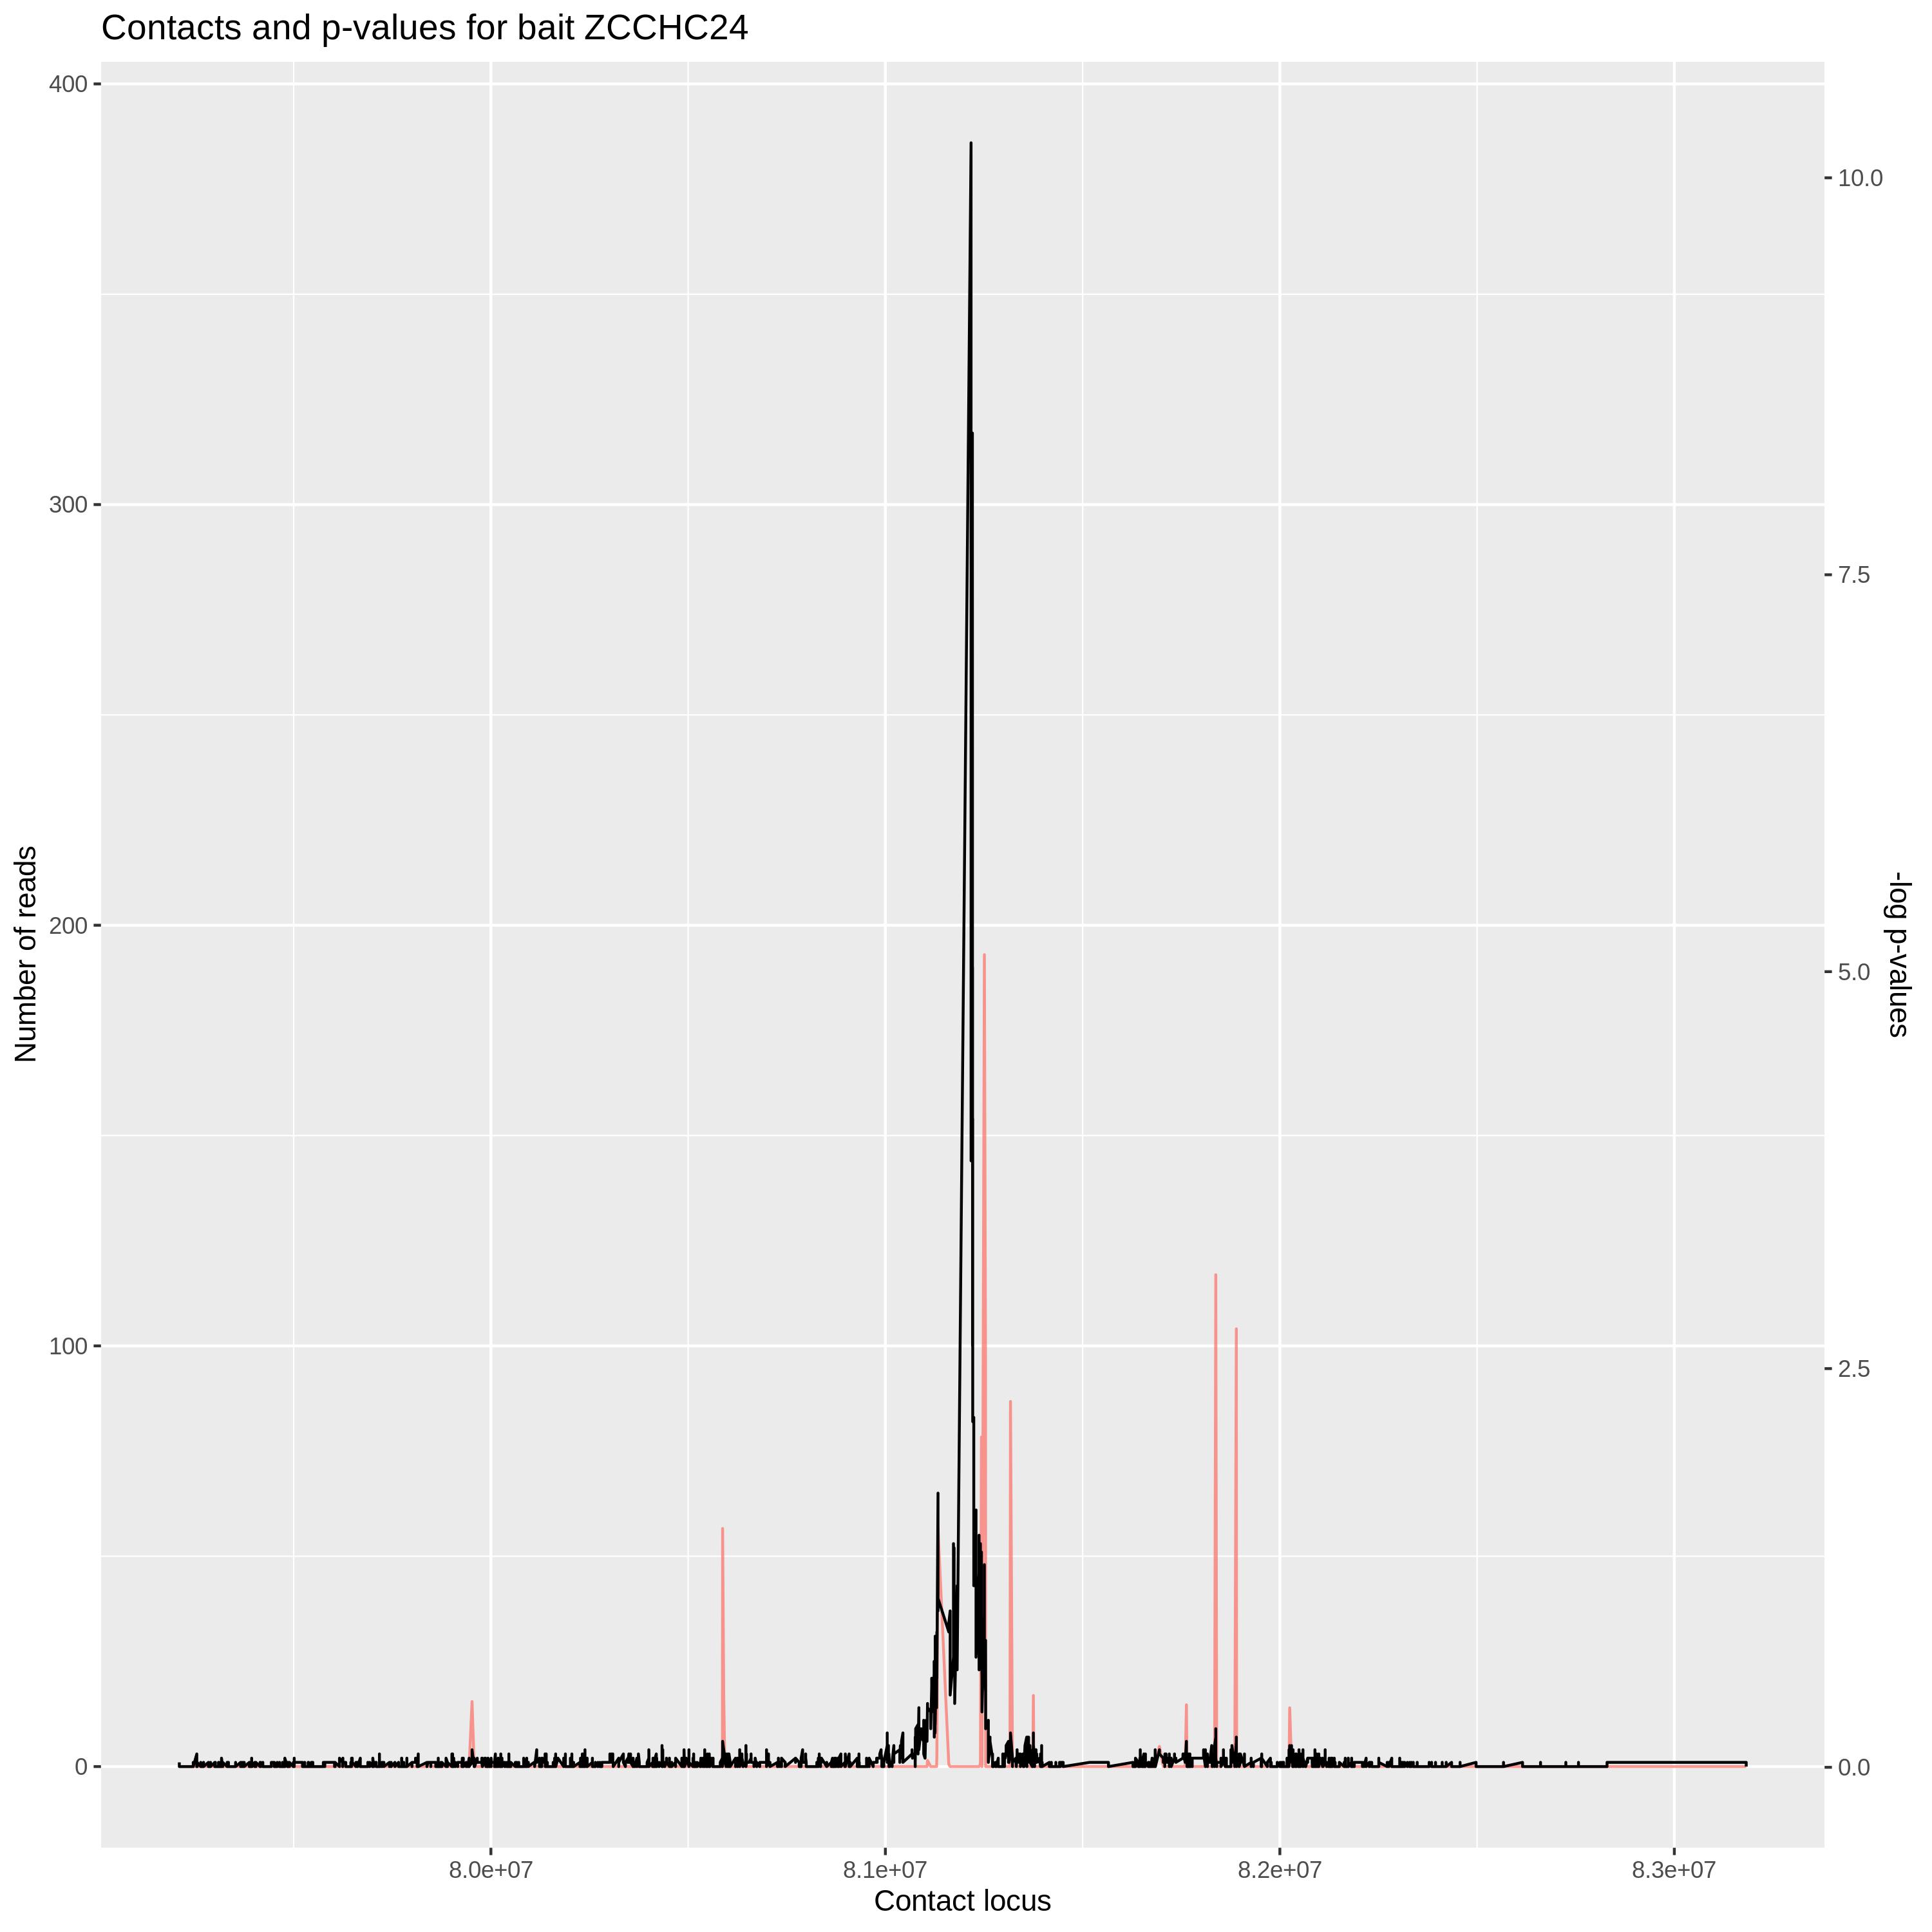 Contacts and p-values for bait ZCCHC24
400
300
200
100
0
Number of reads
10.0
7.5
5.0
2.5
0.0
-log p-values
8.0e+07
8.1e+07
8.2e+07
8.3e+07
Contact locus